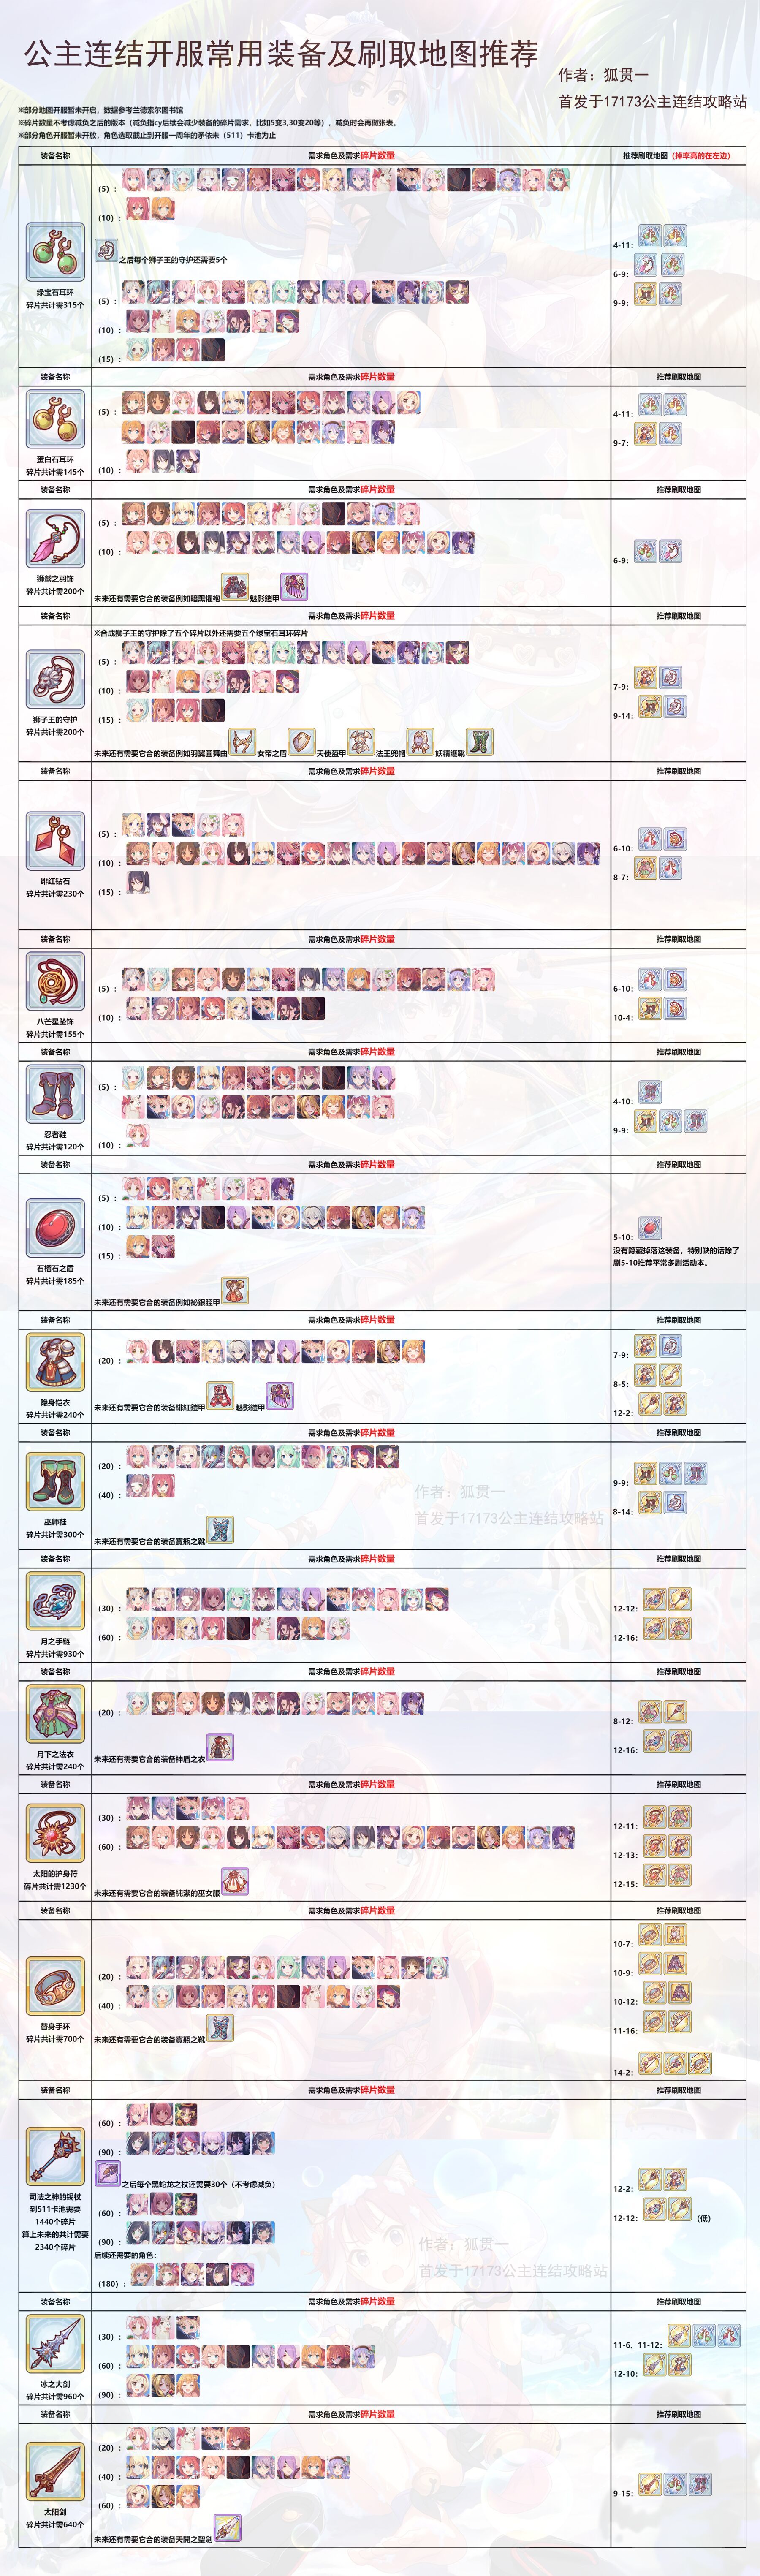 公主连结开服常用装备及刷取地图推荐
作者：狐贯一
首发于17173公主连结攻略站
※部分地图开服暂未开启，数据参考兰德索尔图书馆
※碎片数量不考虑减负之后的版本（减负指cy后续会减少装备的碎片需求，比如5变3,30变20等），减负时会再做张表。
※部分角色开服暂未开放，角色选取截止到开服一周年的矛依未（511）卡池为止
装备名称 需求角色及需求碎片数量 推荐刷取地图（掉率高的在左边）
绿宝石耳环
碎片共计需315个
（5）：
（10）：
之后每个狮子王的守护还需要5个
（5）：
（10）：
（15）：
4-11：
6-9：
9-9：
装备名称 需求角色及需求碎片数量 推荐刷取地图
蛋白石耳环
碎片共计需145个
（5）：
（10）：
4-11：
9-7：
装备名称 需求角色及需求碎片数量 推荐刷取地图
狮鹫之羽饰
碎片共计需200个
（5）：
（10）：
未来还有需要它合的装备例如暗黑懼袍 魅影鎧甲
6-9：
装备名称 需求角色及需求碎片数量 推荐刷取地图
狮子王的守护
碎片共计需200个
※合成狮子王的守护除了五个碎片以外还需要五个绿宝石耳环碎片
（5）：
（10）：
（15）：
未来还有需要它合的装备例如羽翼圓舞曲 女帝之盾 天使盔甲 法王兜帽 妖精護靴
7-9：
9-14：
装备名称 需求角色及需求碎片数量 推荐刷取地图
绯红钻石
碎片共计需230个
（5）：
（10）：
（15）：
6-10：
8-7：
装备名称 需求角色及需求碎片数量 推荐刷取地图
八芒星坠饰
碎片共计需155个
（5）：
（10）：
6-10：
10-4：
装备名称 需求角色及需求碎片数量 推荐刷取地图
忍者鞋
碎片共计需120个
（5）：
（10）：
4-10：
9-9：
装备名称 需求角色及需求碎片数量 推荐刷取地图
石榴石之盾
碎片共计需185个
（5）：
（10）：
（15）：
未来还有需要它合的装备例如祕銀脛甲
5-10：
没有隐藏掉落这装备，特别缺的话除了
刷5-10推荐平常多刷活动本。
装备名称 需求角色及需求碎片数量 推荐刷取地图
隐身铠衣
碎片共计需240个
（20）：
未来还有需要它合的装备緋紅鎧甲 魅影鎧甲
7-9：
8-5：
12-2：
装备名称 需求角色及需求碎片数量 推荐刷取地图
巫师鞋
碎片共计需300个
（20）：
（40）：
未来还有需要它合的装备寶瓶之靴
作者：狐贯一
首发于17173公主连结攻略站
9-9：
8-14：
装备名称 需求角色及需求碎片数量 推荐刷取地图
月之手链
碎片共计需930个
（30）：
（60）：
12-12：
12-16：
装备名称 需求角色及需求碎片数量 推荐刷取地图
月下之法衣
碎片共计需240个
（20）：
未来还有需要它合的装备神盾之衣
8-12：
12-16：
装备名称 需求角色及需求碎片数量 推荐刷取地图
太阳的护身符
碎片共计需1230个
（30）：
（60）：
未来还有需要它合的装备純潔的巫女服
12-11：
12-13：
12-15：
装备名称 需求角色及需求碎片数量 推荐刷取地图
替身手环
碎片共计需700个
（20）：
（40）：
未来还有需要它合的装备寶瓶之靴
10-7：
10-9：
10-12：
11-16：
14-2：
装备名称 需求角色及需求碎片数量 推荐刷取地图
司法之神的锡杖
到511卡池需要
1440个碎片
算上未来的共计需要
2340个碎片
（60）：
（90）：
之后每个黑蛇龙之杖还需要30个（不考虑减负）
（60）：
（90）：
后续还需要的角色：
（180）：
作者：狐贯一
首发于17173公主连结攻略站
12-2：
12-12： （低）
装备名称 需求角色及需求碎片数量 推荐刷取地图
冰之大剑
碎片共计需960个
（30）：
（60）：
（90）：
11-6、11-12：
12-10：
装备名称 需求角色及需求碎片数量 推荐刷取地图
太阳剑
碎片共计需640个
（20）：
（40）：
（60）：
未来还有需要它合的装备天閃之聖劍
9-15：